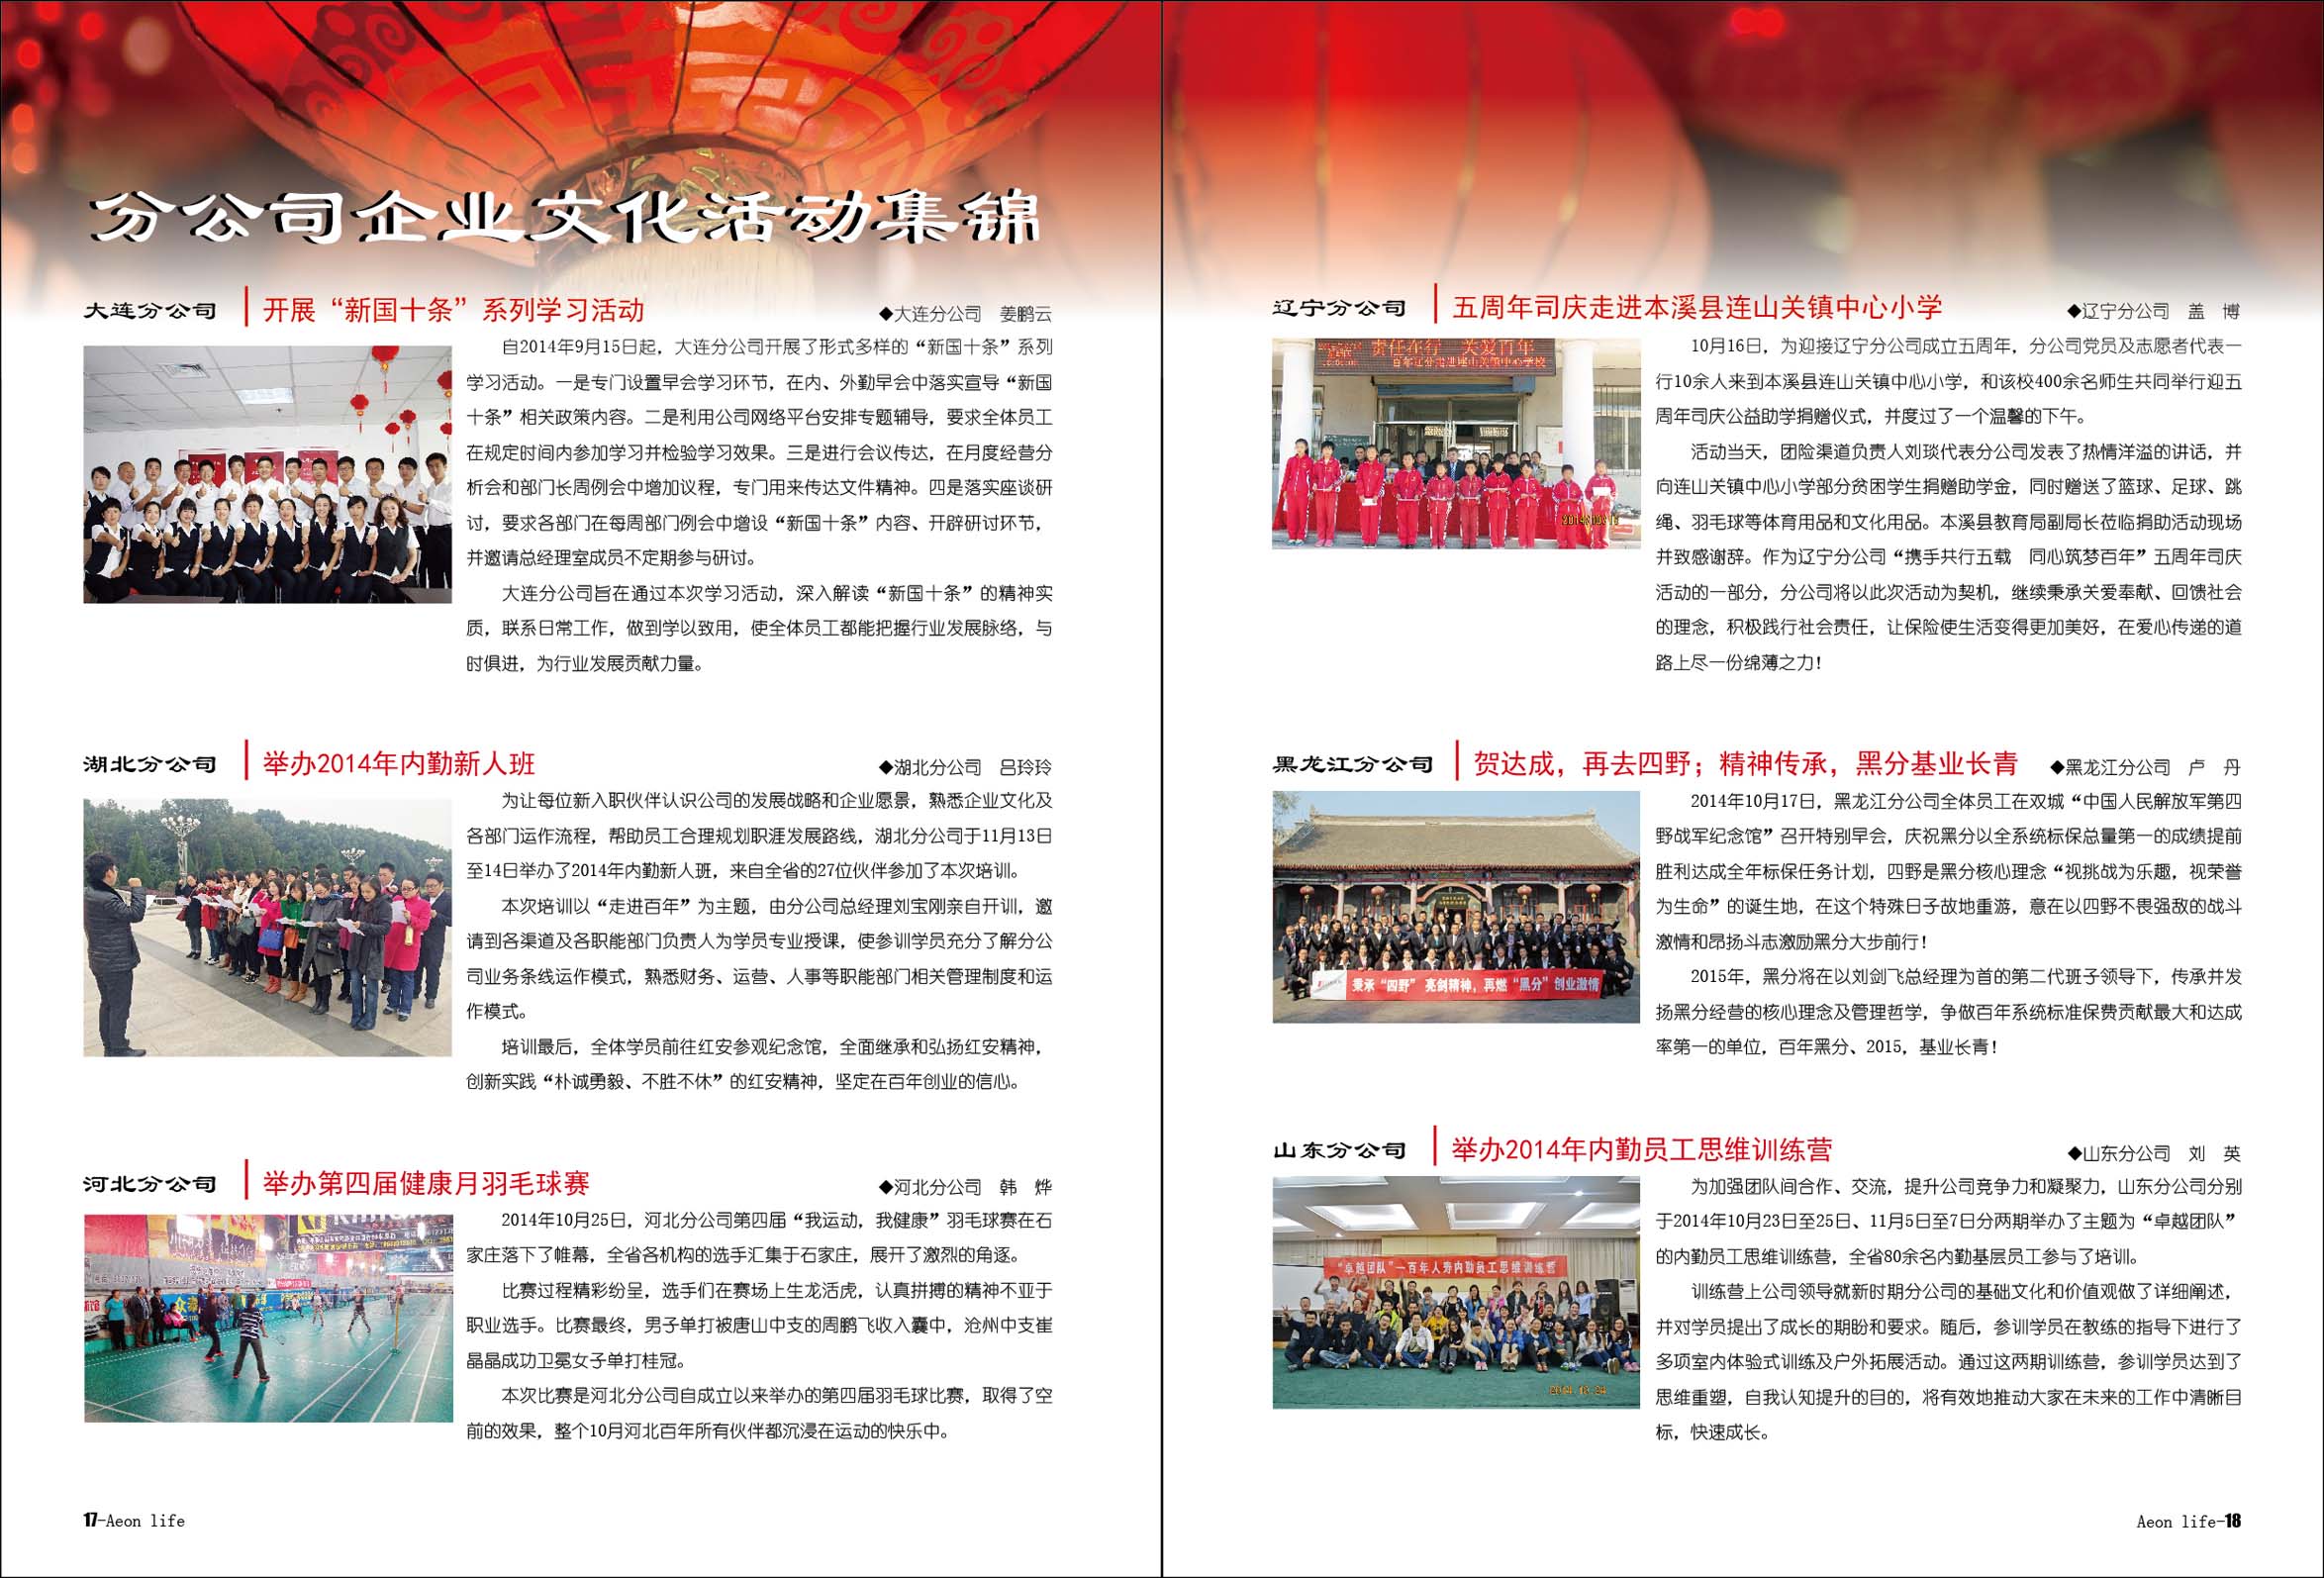 分公司企业文化活动集锦
大连分公司
开展“新国十条”系列学习活动
◆大连分公司　姜鹏云
自2014年9月15日起，大连分公司开展了形式多样的“新国十条”系列
学习活动。一是专门设置早会学习环节，在内、外勤早会中落实宣导“新国
十条”相关政策内容。二是利用公司网络平台安排专题辅导，要求全体员工
在规定时间内参加学习并检验学习效果。三是进行会议传达，在月度经营分
析会和部门长周例会中增加议程，专门用来传达文件精神。四是落实座谈研
讨，要求各部门在每周部门例会中增设“新国十条”内容、开辟研讨环节，
并邀请总经理室成员不定期参与研讨。
大连分公司旨在通过本次学习活动，深入解读“新国十条”的精神实
质，联系日常工作，做到学以致用，使全体员工都能把握行业发展脉络，与
时俱进，为行业发展贡献力量。
湖北分公司
举办2014年内勤新人班
◆湖北分公司　吕玲玲
为让每位新入职伙伴认识公司的发展战略和企业愿景，熟悉企业文化及
各部门运作流程，帮助员工合理规划职涯发展路线，湖北分公司于11月13日
至14日举办了2014年内勤新人班，来自全省的27位伙伴参加了本次培训。
本次培训以“走进百年”为主题，由分公司总经理刘宝刚亲自开训，邀
请到各渠道及各职能部门负责人为学员专业授课，使参训学员充分了解分公
司业务条线运作模式，熟悉财务、运营、人事等职能部门相关管理制度和运
作模式。
培训最后，全体学员前往红安参观纪念馆，全面继承和弘扬红安精神，
创新实践“朴诚勇毅、不胜不休”的红安精神，坚定在百年创业的信心。
河北分公司
举办第四届健康月羽毛球赛
◆河北分公司　韩　烨
2014年10月25日，河北分公司第四届“我运动，我健康”羽毛球赛在石
家庄落下了帷幕，全省各机构的选手汇集于石家庄，展开了激烈的角逐。
比赛过程精彩纷呈，选手们在赛场上生龙活虎，认真拼搏的精神不亚于
职业选手。比赛最终，男子单打被唐山中支的周鹏飞收入囊中，沧州中支崔
晶晶成功卫冕女子单打桂冠。
本次比赛是河北分公司自成立以来举办的第四届羽毛球比赛，取得了空
前的效果，整个10月河北百年所有伙伴都沉浸在运动的快乐中。
17-Aeon life
辽宁分公司
五周年司庆走进本溪县连山关镇中心小学
◆辽宁分公司　盖　博
责任在行　关爱百年
10月16日，为迎接辽宁分公司成立五周年，分公司党员及志愿者代表一
行10余人来到本溪县连山关镇中心小学，和该校400余名师生共同举行迎五
周年司庆公益助学捐赠仪式，并度过了一个温馨的下午。
活动当天，团险渠道负责人刘琰代表分公司发表了热情洋溢的讲话，并
向连山关镇中心小学部分贫困学生捐赠助学金，同时赠送了篮球、足球、跳
绳、羽毛球等体育用品和文化用品。本溪县教育局副局长莅临捐助活动现场
并致感谢辞。作为辽宁分公司“携手共行五载　同心筑梦百年”五周年司庆
活动的一部分，分公司将以此次活动为契机，继续秉承关爱奉献、回馈社会
的理念，积极践行社会责任，让保险使生活变得更加美好，在爱心传递的道
路上尽一份绵薄之力！
黑龙江分公司
贺达成，再去四野；精神传承，黑分基业长青
◆黑龙江分公司　卢　丹
秉承“四野”亮剑精神，再燃“黑分”创业激情
2014年10月17日，黑龙江分公司全体员工在双城“中国人民解放军第四
野战军纪念馆”召开特别早会，庆祝黑分以全系统标保总量第一的成绩提前
胜利达成全年标保任务计划，四野是黑分核心理念“视挑战为乐趣，视荣誉
为生命”的诞生地，在这个特殊日子故地重游，意在以四野不畏强敌的战斗
激情和昂扬斗志激励黑分大步前行！
2015年，黑分将在以刘剑飞总经理为首的第二代班子领导下，传承并发
扬黑分经营的核心理念及管理哲学，争做百年系统标准保费贡献最大和达成
率第一的单位，百年黑分、2015，基业长青！
山东分公司
举办2014年内勤员工思维训练营
◆山东分公司　刘　英
“卓越团队”—百年人寿内勤员工思维训练营
为加强团队间合作、交流，提升公司竞争力和凝聚力，山东分公司分别
于2014年10月23日至25日、11月5日至7日分两期举办了主题为“卓越团队”
的内勤员工思维训练营，全省80余名内勤基层员工参与了培训。
训练营上公司领导就新时期分公司的基础文化和价值观做了详细阐述，
并对学员提出了成长的期盼和要求。随后，参训学员在教练的指导下进行了
多项室内体验式训练及户外拓展活动。通过这两期训练营，参训学员达到了
思维重塑，自我认知提升的目的，将有效地推动大家在未来的工作中清晰目
标，快速成长。
Aeon life-18